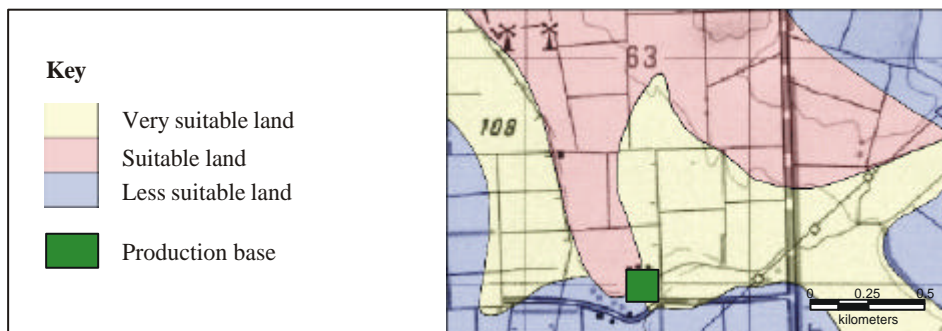 Key
Very suitable land
Suitable land
Less suitable land
Production base
63
108
0 0.25 0.5
kilometers